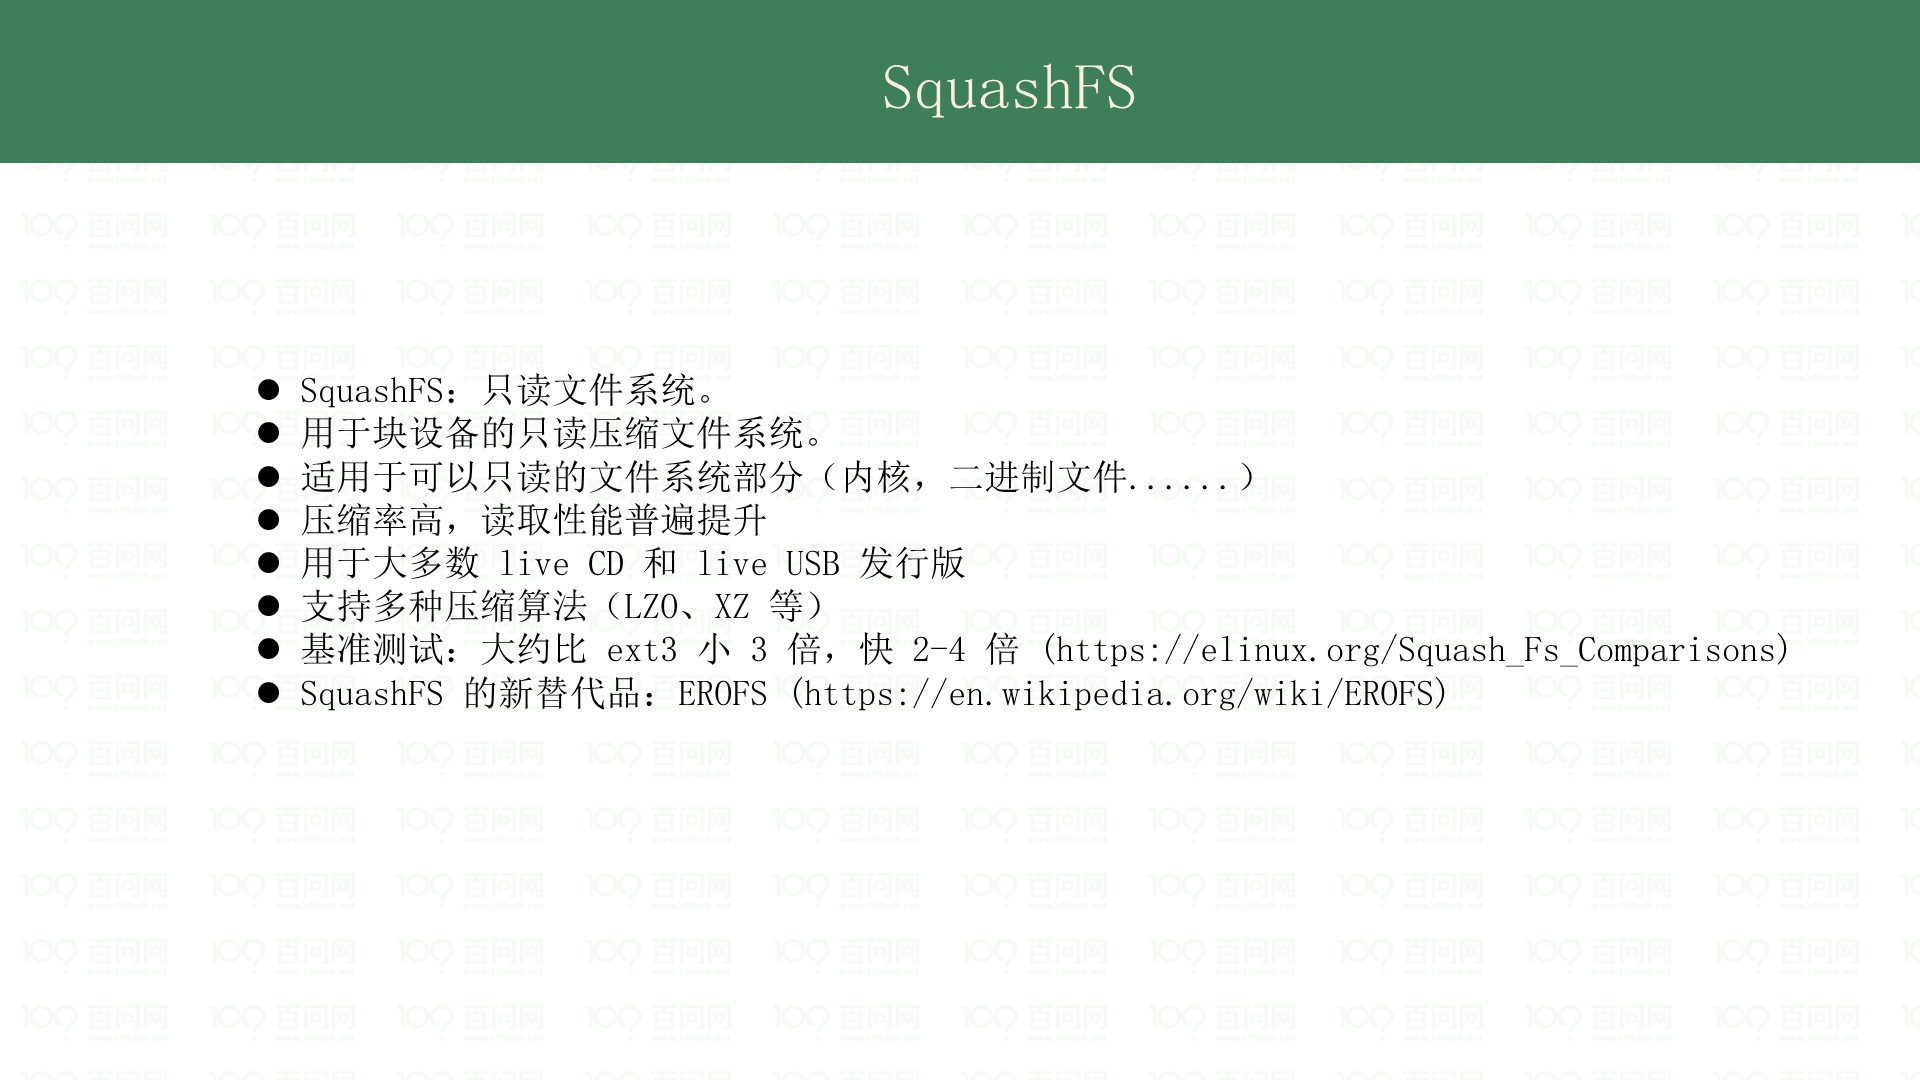 SquashFS
● SquashFS：只读文件系统。
● 用于块设备的只读压缩文件系统。
● 适用于可以只读的文件系统部分（内核，二进制文件......）
● 压缩率高，读取性能普遍提升
● 用于大多数 live CD 和 live USB 发行版
● 支持多种压缩算法（LZO、XZ 等）
● 基准测试：大约比 ext3 小 3 倍，快 2-4 倍 (https://elinux.org/Squash_Fs_Comparisons)
● SquashFS 的新替代品：EROFS (https://en.wikipedia.org/wiki/EROFS)